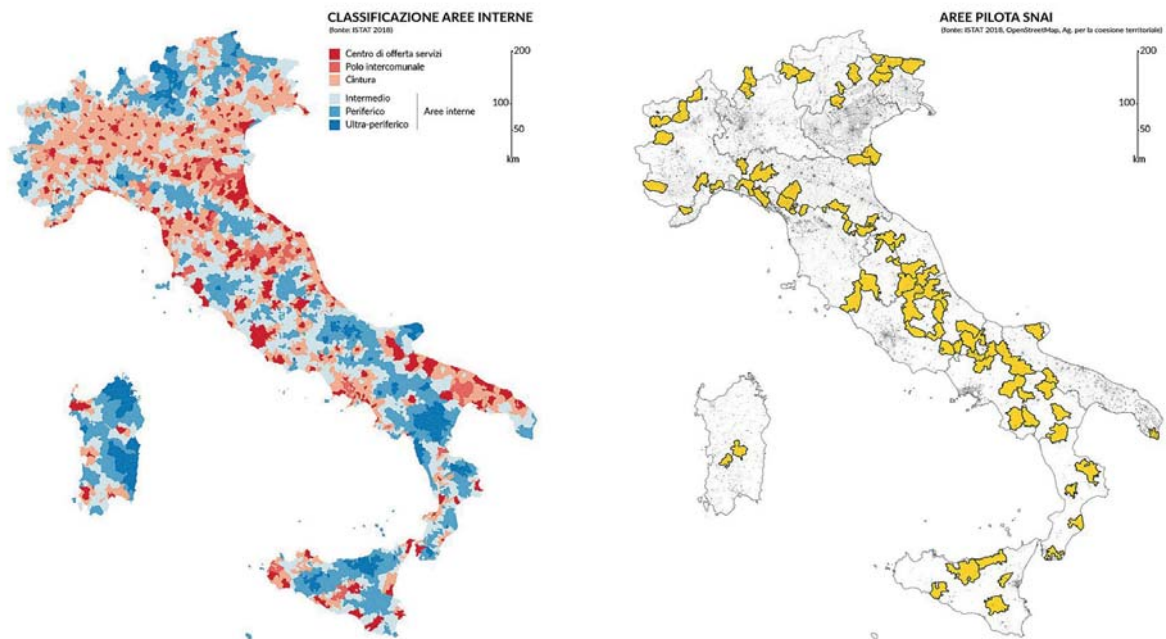 CLASSIFICAZIONE AREE INTERNE
(fonte: ISTAT 2018)
Centro di offerta servizi
Polo intercomunale
Cintura
Intermedio
Periferico
Ultra-periferico
Aree interne
200
100
50
km
AREE PILOTA SNAI
(fonte: ISTAT 2018, OpenStreetMap, Ag. per la coesione territoriale)
200
100
50
km